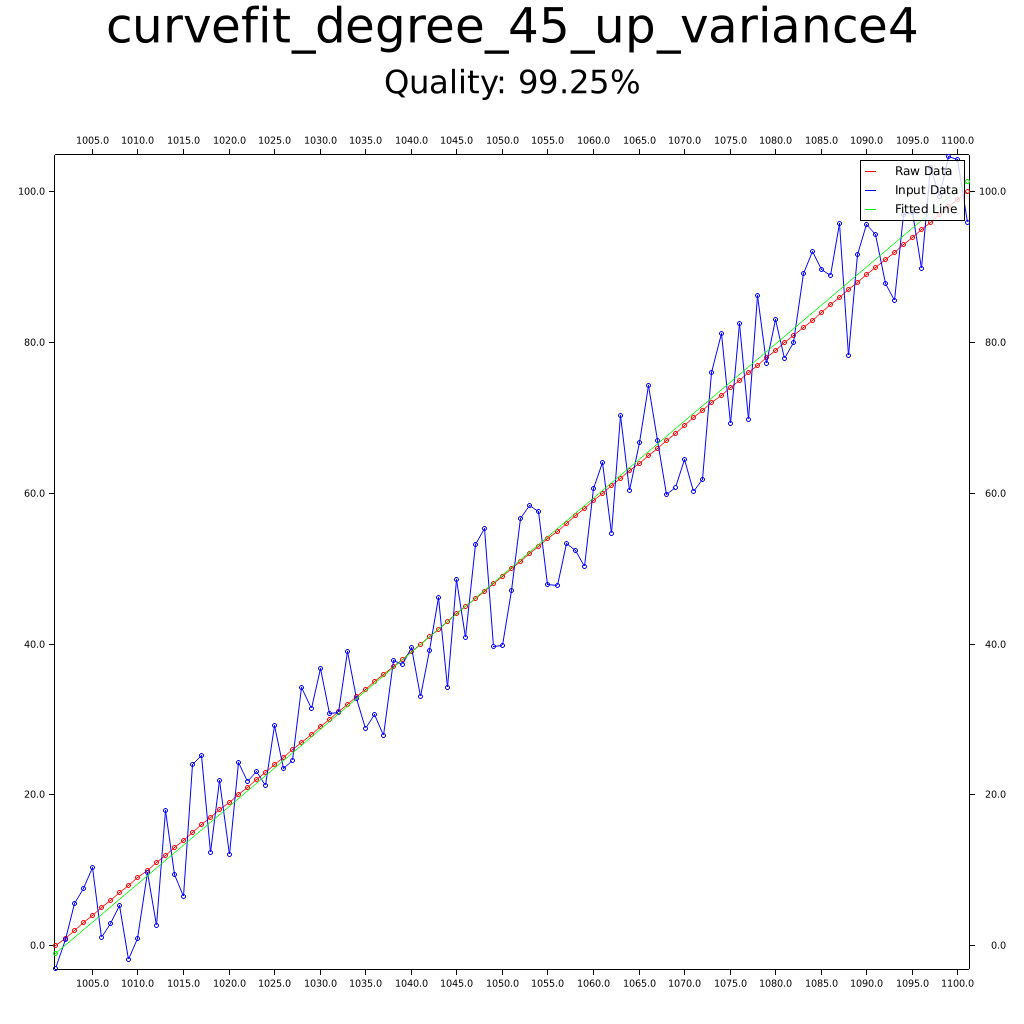 curvefit_degree_45_up_variance4
Quality: 99.25%
1005.0 1010.0 1015.0 1020.0 1025.0 1030.0 1035.0 1040.0 1045.0 1050.0 1055.0 1060.0 1065.0 1070.0 1075.0 1080.0 1085.0 1090.0 1095.0 1100.0
Raw Data
Input Data
Fitted Line
100.0 100.0
80.0 80.0
60.0 60.0
40.0 40.0
20.0 20.0
0.0 0.0
1005.0 1010.0 1015.0 1020.0 1025.0 1030.0 1035.0 1040.0 1045.0 1050.0 1055.0 1060.0 1065.0 1070.0 1075.0 1080.0 1085.0 1090.0 1095.0 1100.0